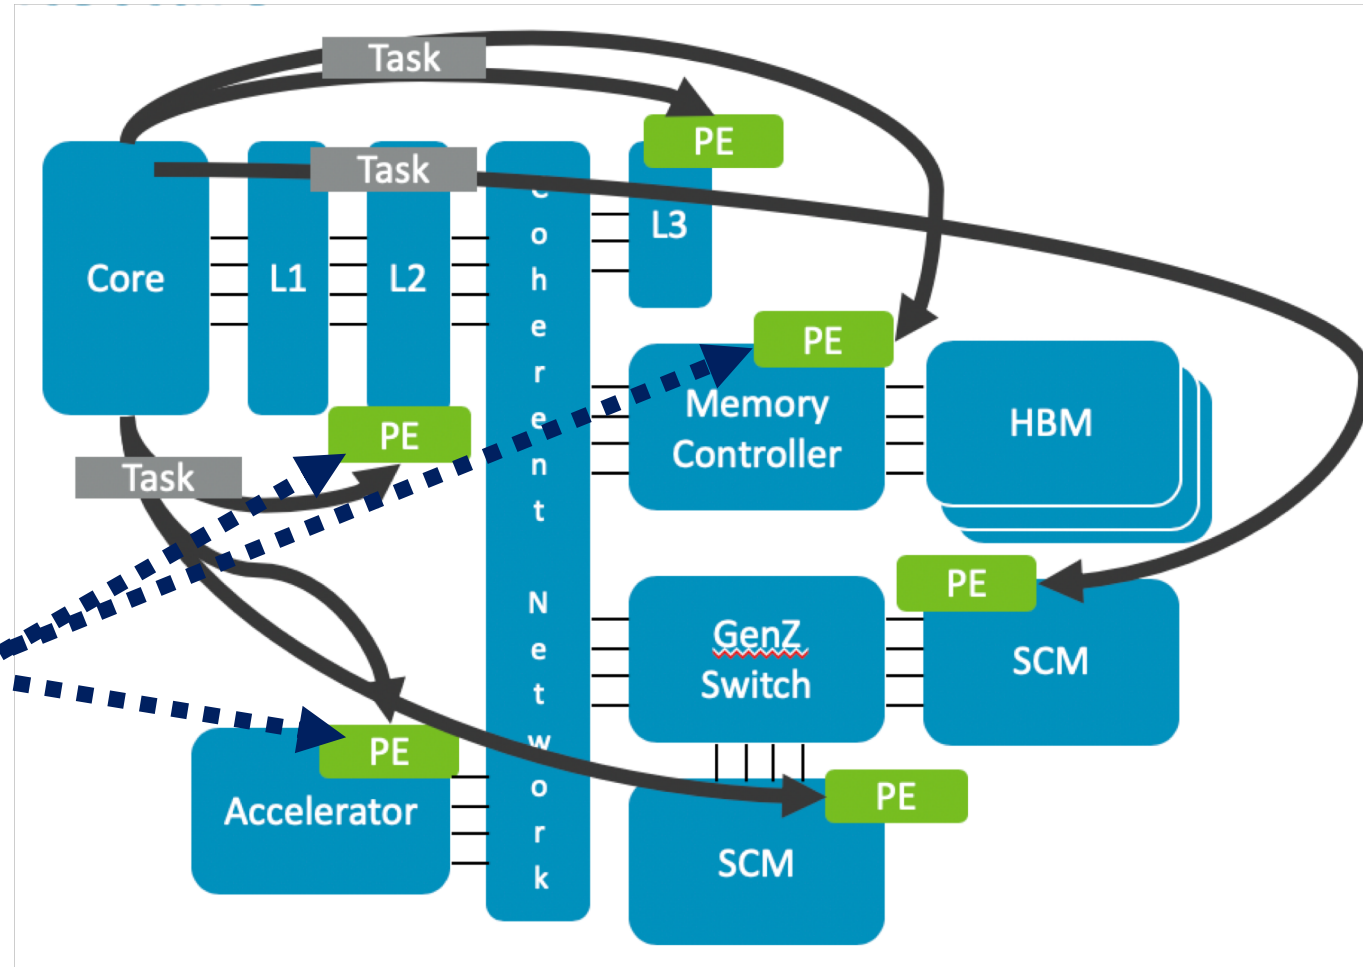 Task
PE
Task
Core
L1
L2
Coherent Network
L3
PE
Memory
Controller
HBM
PE
Task
PE
GenZ
Switch
SCM
PE
Accelerator
PE
SCM